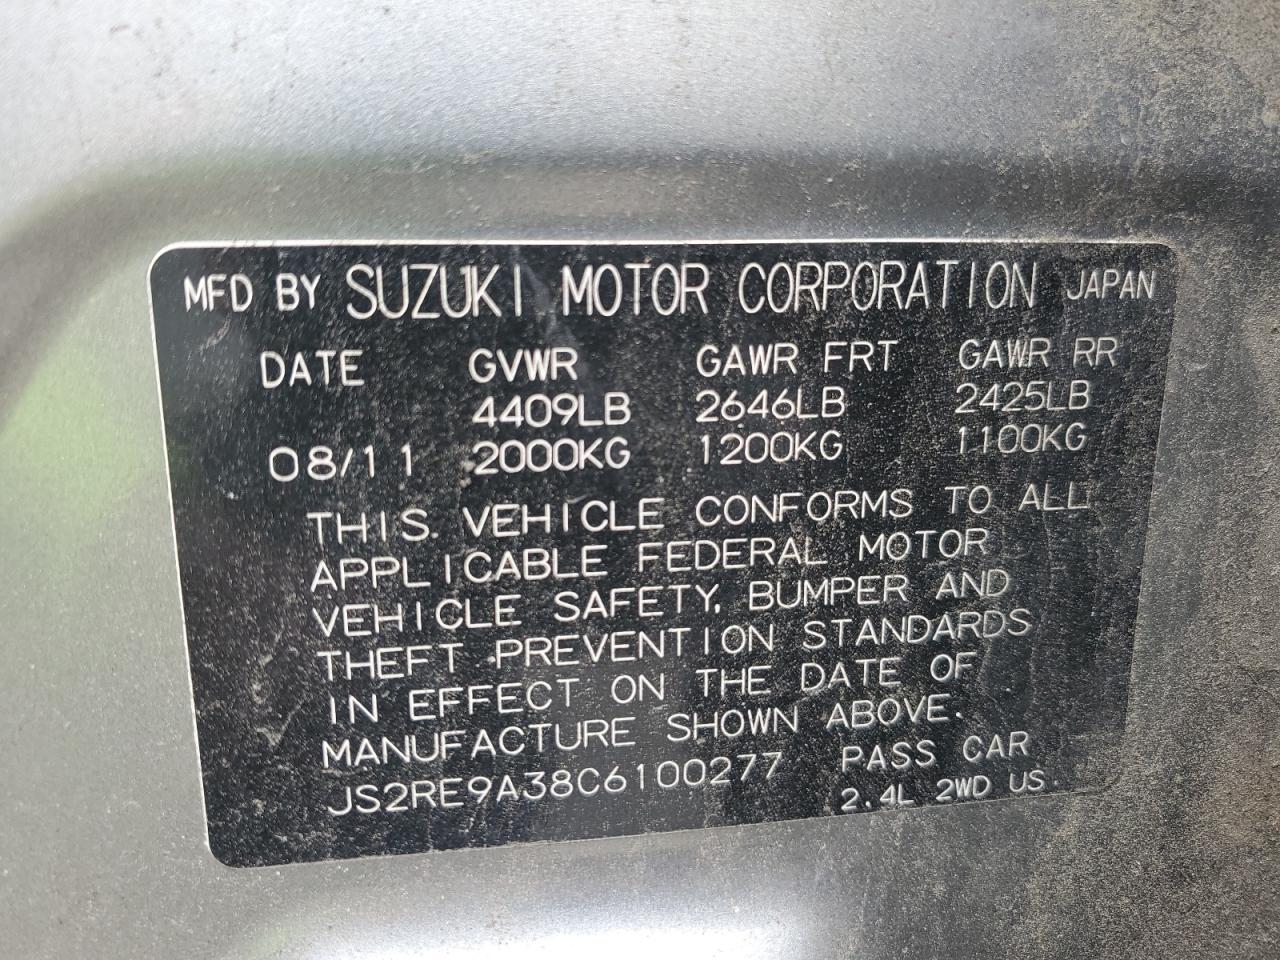 MFD BY SUZUKI MOTOR CORPORATION JAPAN
DATE GVWR GAWR FRT GAWR RR
4409LB 2646LB 2425LB
08/11 2000KG 1200KG 1100KG
THIS VEHICLE CONFORMS TO ALL
APPLICABLE FEDERAL MOTOR
VEHICLE SAFETY, BUMPER AND
THEFT PREVENTION STANDARDS
IN EFFECT ON THE DATE OF
MANUFACTURE SHOWN ABOVE.
JS2RE9A38C6100277 PASS CAR
2.4L 2WD US